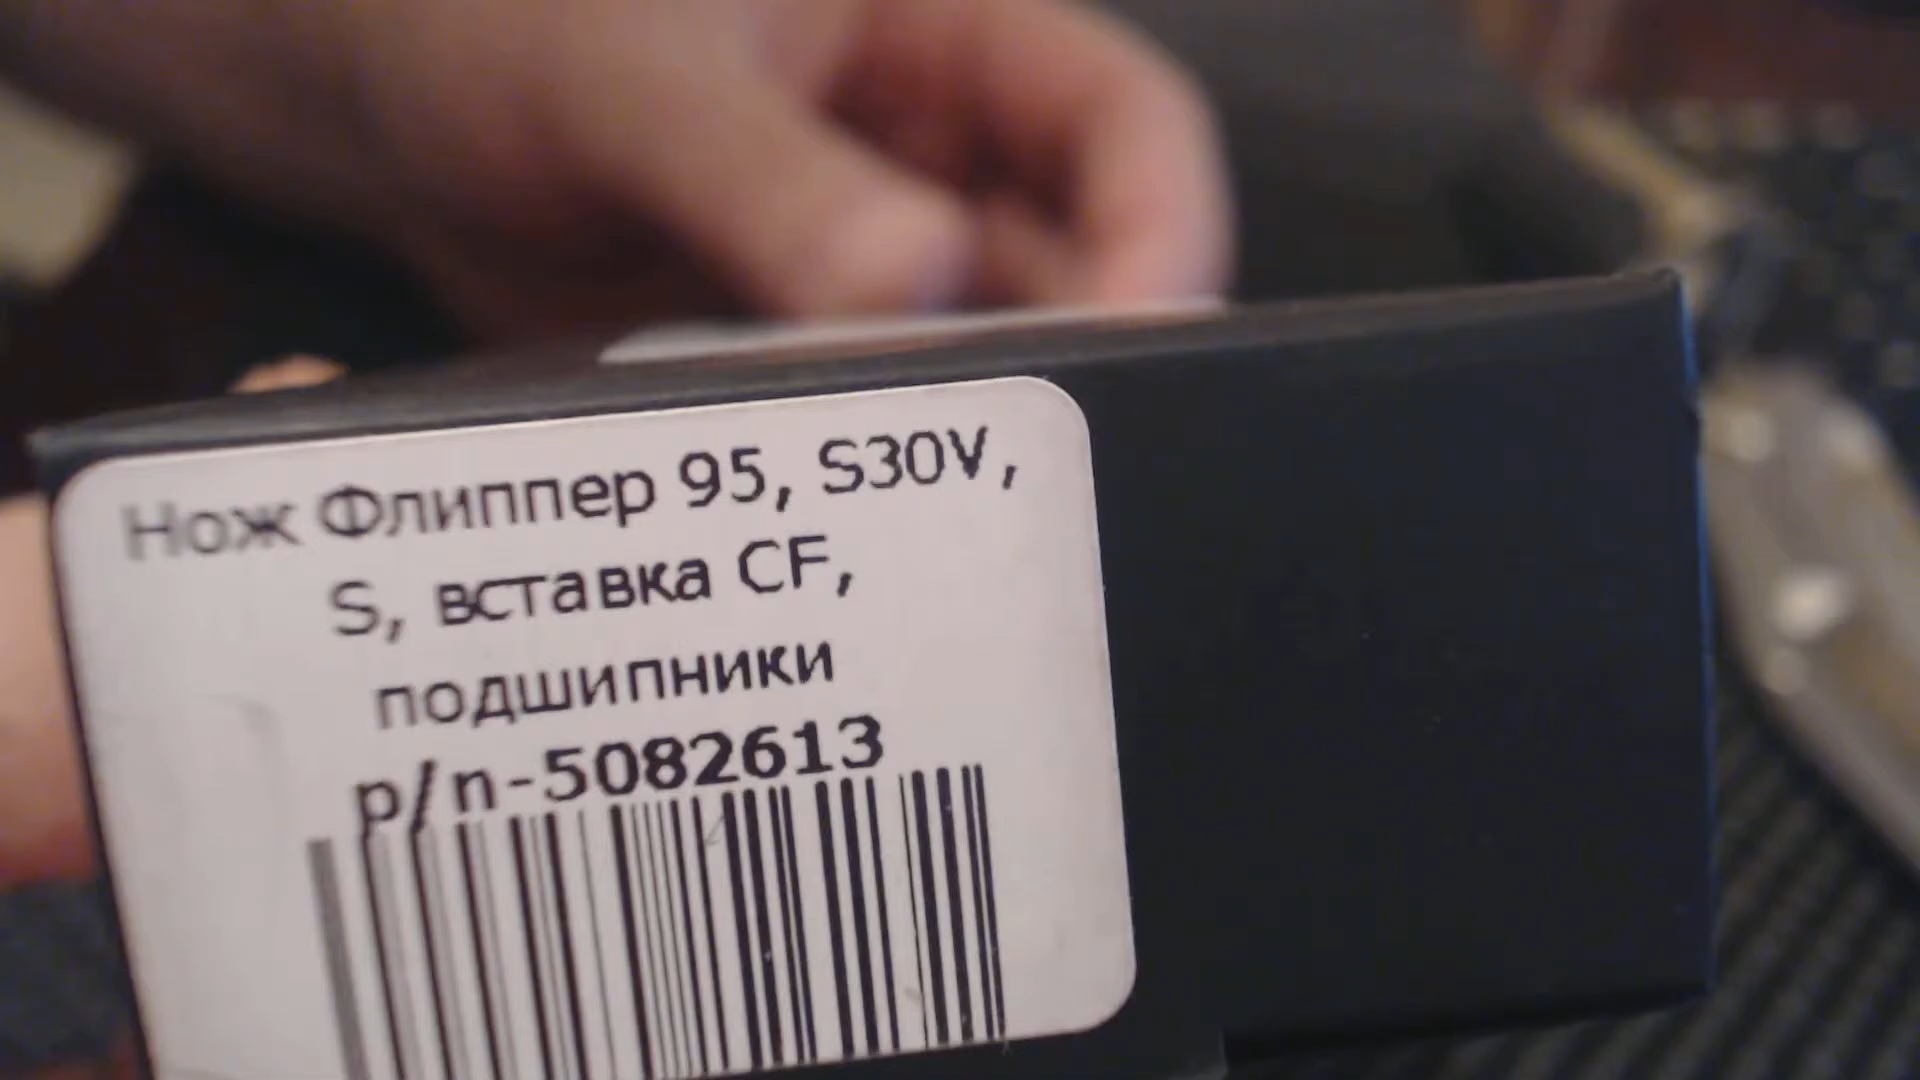 Нож Флиппер 95, S30V,
S, вставка CF,
подшипники
p/n-5082613